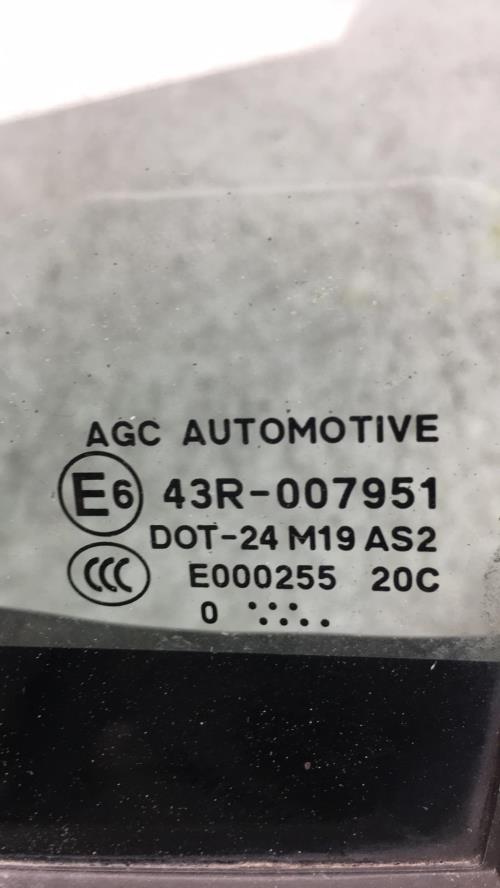 AGC AUTOMOTIVE
E6 43R-007951
DOT-24 M19 AS2
CCC E000255 20C
0